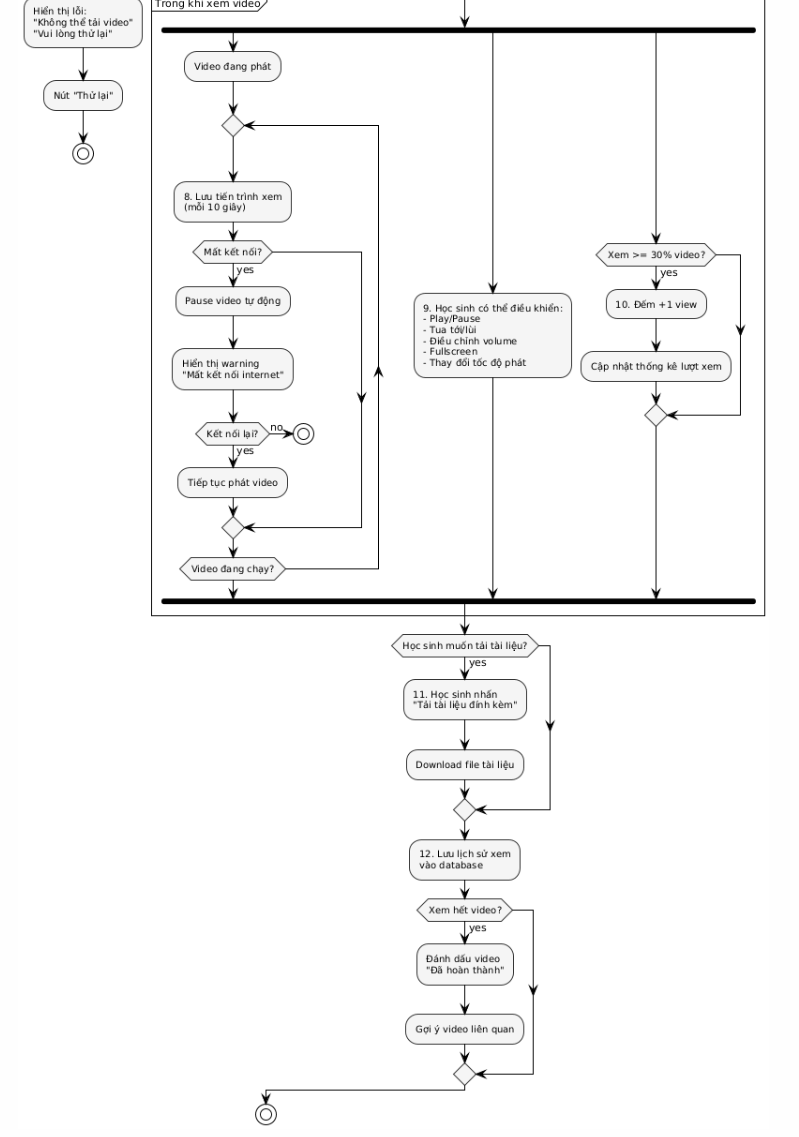 Hiển thị lỗi:
"Không thể tải video"
"Vui lòng thử lại"
Nút "Thử lại"
Trong khi xem video
Video đang phát
8. Lưu tiến trình xem
(mỗi 10 giây)
Mất kết nối?
yes
Pause video tự động
Hiển thị warning
"Mất kết nối internet"
Kết nối lại?
no
yes
Tiếp tục phát video
Video đang chạy?
9. Học sinh có thể điều khiển:
- Play/Pause
- Tua tới/lùi
- Điều chỉnh volume
- Fullscreen
- Thay đổi tốc độ phát
Xem >= 30% video?
yes
10. Đếm +1 view
Cập nhật thống kê lượt xem
Học sinh muốn tải tài liệu?
yes
11. Học sinh nhấn
"Tải tài liệu đính kèm"
Download file tài liệu
12. Lưu lịch sử xem
vào database
Xem hết video?
yes
Đánh dấu video
"Đã hoàn thành"
Gợi ý video liên quan